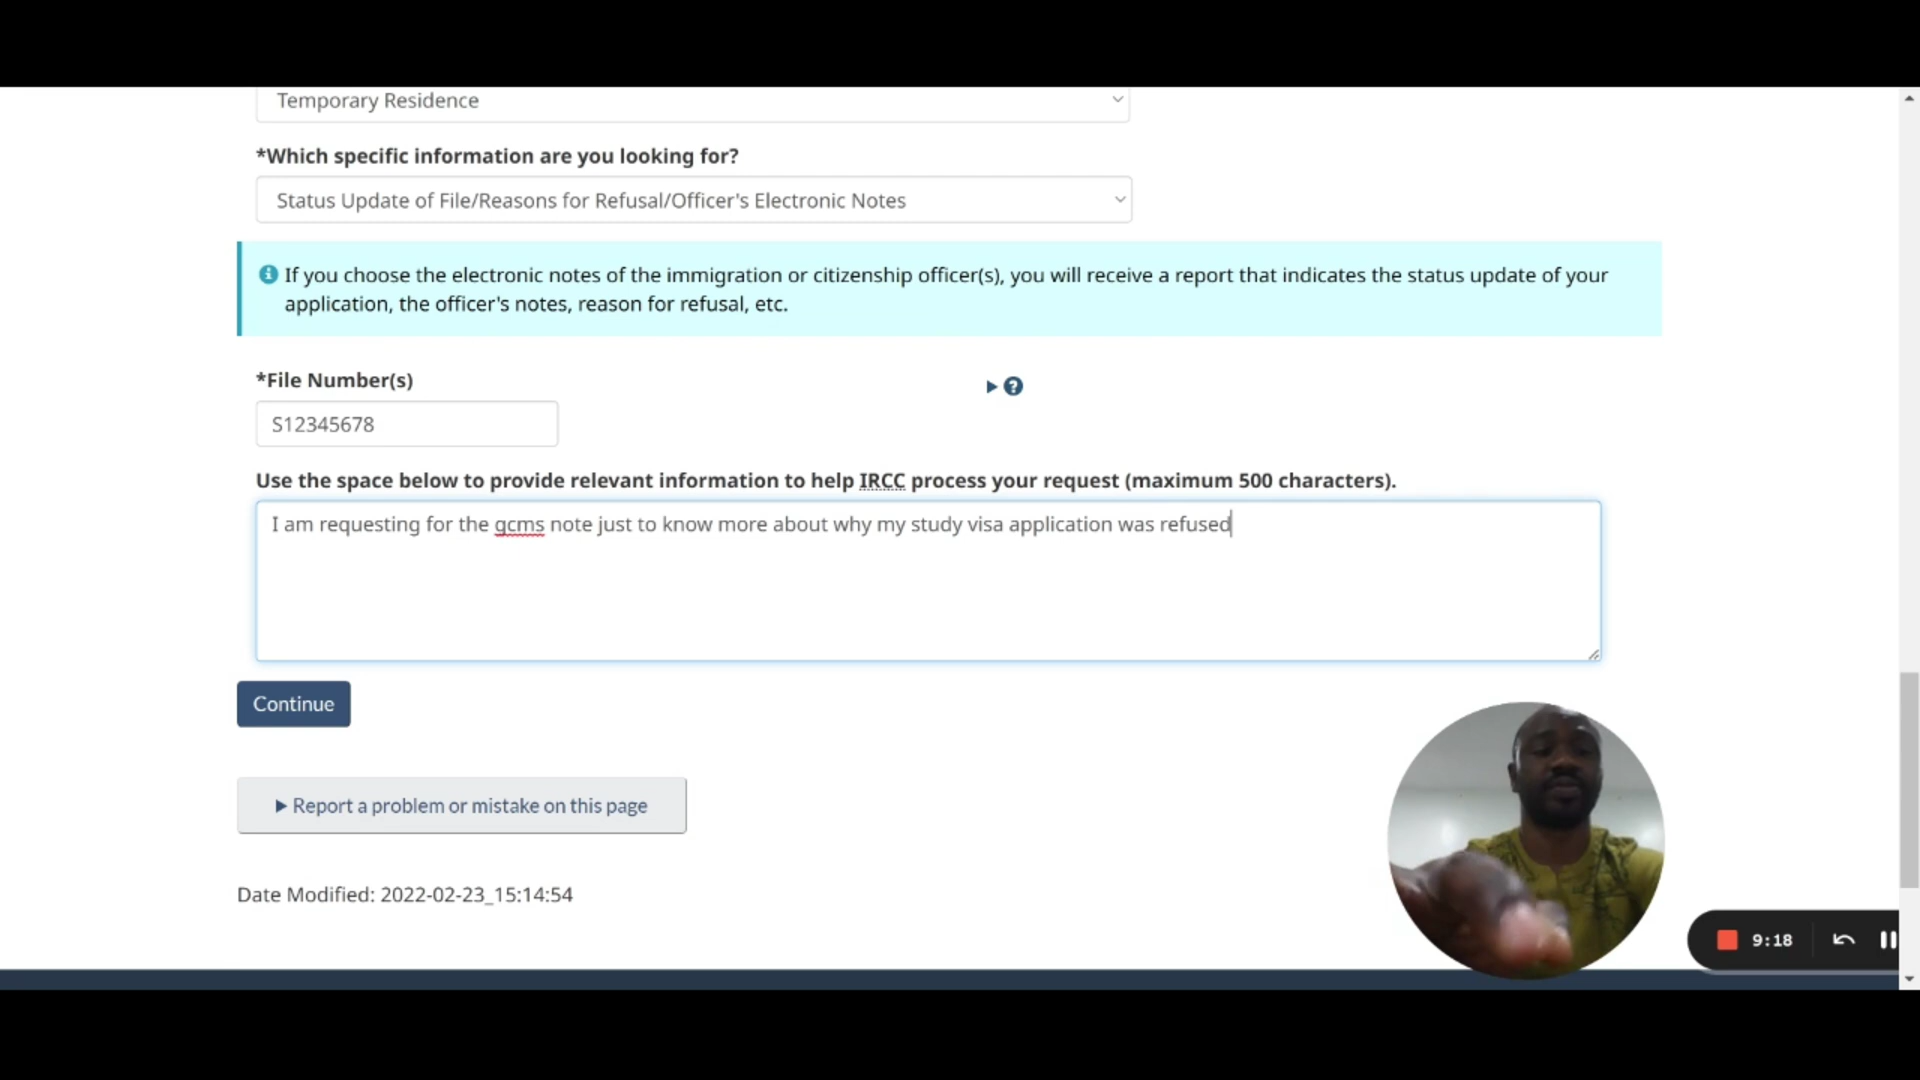 Temporary Residence
*Which specific information are you looking for?
Status Update of File/Reasons for Refusal/Officer's Electronic Notes
If you choose the electronic notes of the immigration or citizenship officer(s), you will receive a report that indicates the status update of your
application, the officer's notes, reason for refusal, etc.
*File Number(s)
S12345678
Use the space below to provide relevant information to help IRCC process your request (maximum 500 characters).
I am requesting for the gcms note just to know more about why my study visa application was refused
Continue
Report a problem or mistake on this page
Date Modified: 2022-02-23_15:14:54
9:18